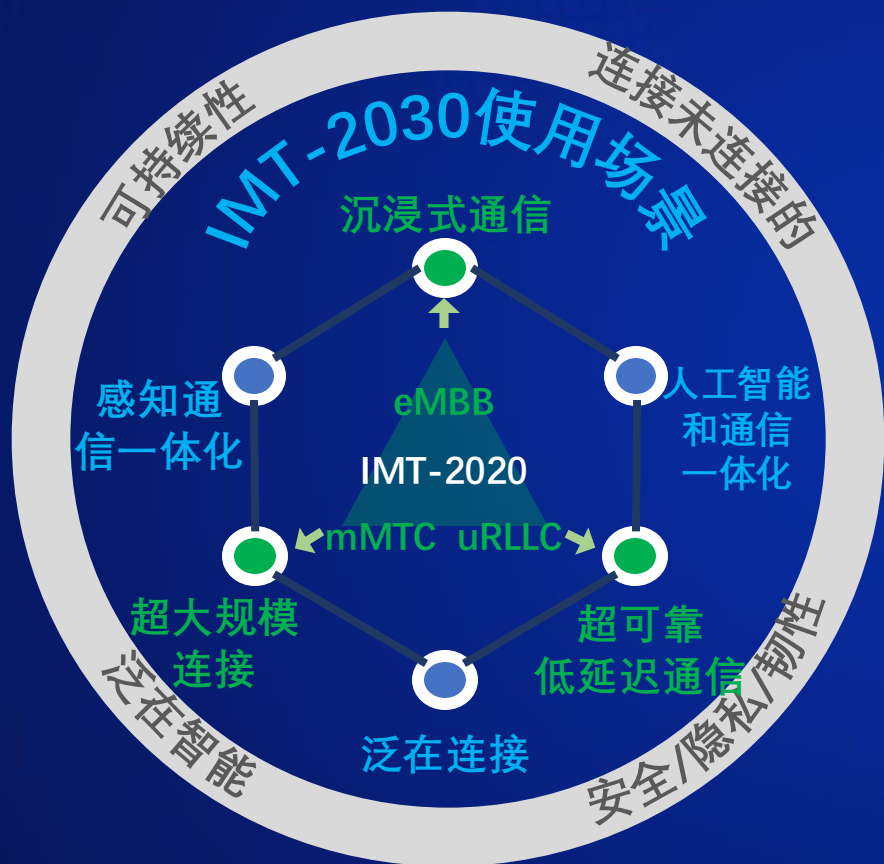 可持续性
连接未连接的
IMT-2030使用场景
沉浸式通信
感知通
信一体化
人工智能
和通信
一体化
eMBB
IMT-2020
mMTC uRLLC
超大规模
连接
超可靠
低延迟通信
泛在连接
泛在智能
安全/隐私/韧性